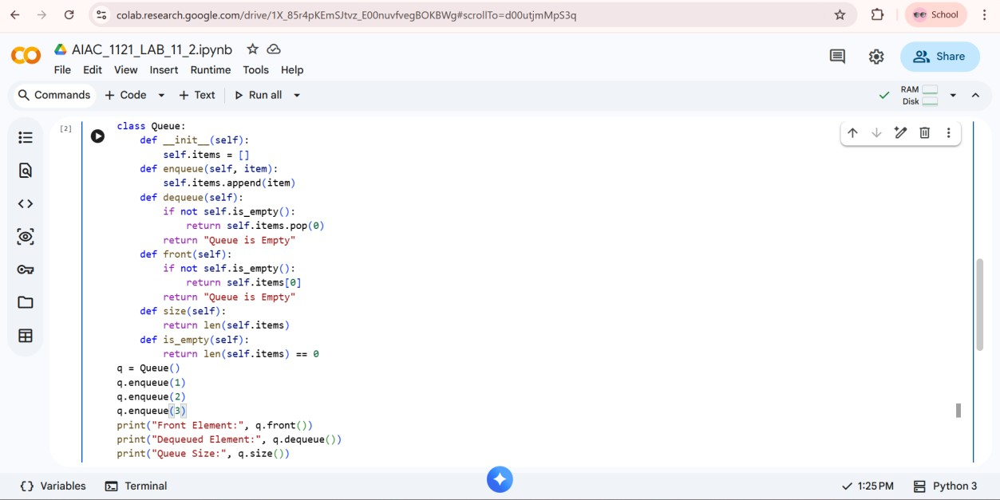 colab.research.google.com/drive/1X_85r4pKEmSJtvz_E00nuvfvegBOKBWg#scrollTo=d00utjmMpS3q
School
AIAC_1121_LAB_11_2.ipynb
File Edit View Insert Runtime Tools Help
Share
Commands + Code + Text Run all
RAM
Disk
[2]
class Queue:
    def __init__(self):
        self.items = []
    def enqueue(self, item):
        self.items.append(item)
    def dequeue(self):
        if not self.is_empty():
            return self.items.pop(0)
        return "Queue is Empty"
    def front(self):
        if not self.is_empty():
            return self.items[0]
        return "Queue is Empty"
    def size(self):
        return len(self.items)
    def is_empty(self):
        return len(self.items) == 0
q = Queue()
q.enqueue(1)
q.enqueue(2)
q.enqueue(3)
print("Front Element:", q.front())
print("Dequeued Element:", q.dequeue())
print("Queue Size:", q.size())
{} Variables Terminal
1:25 PM Python 3